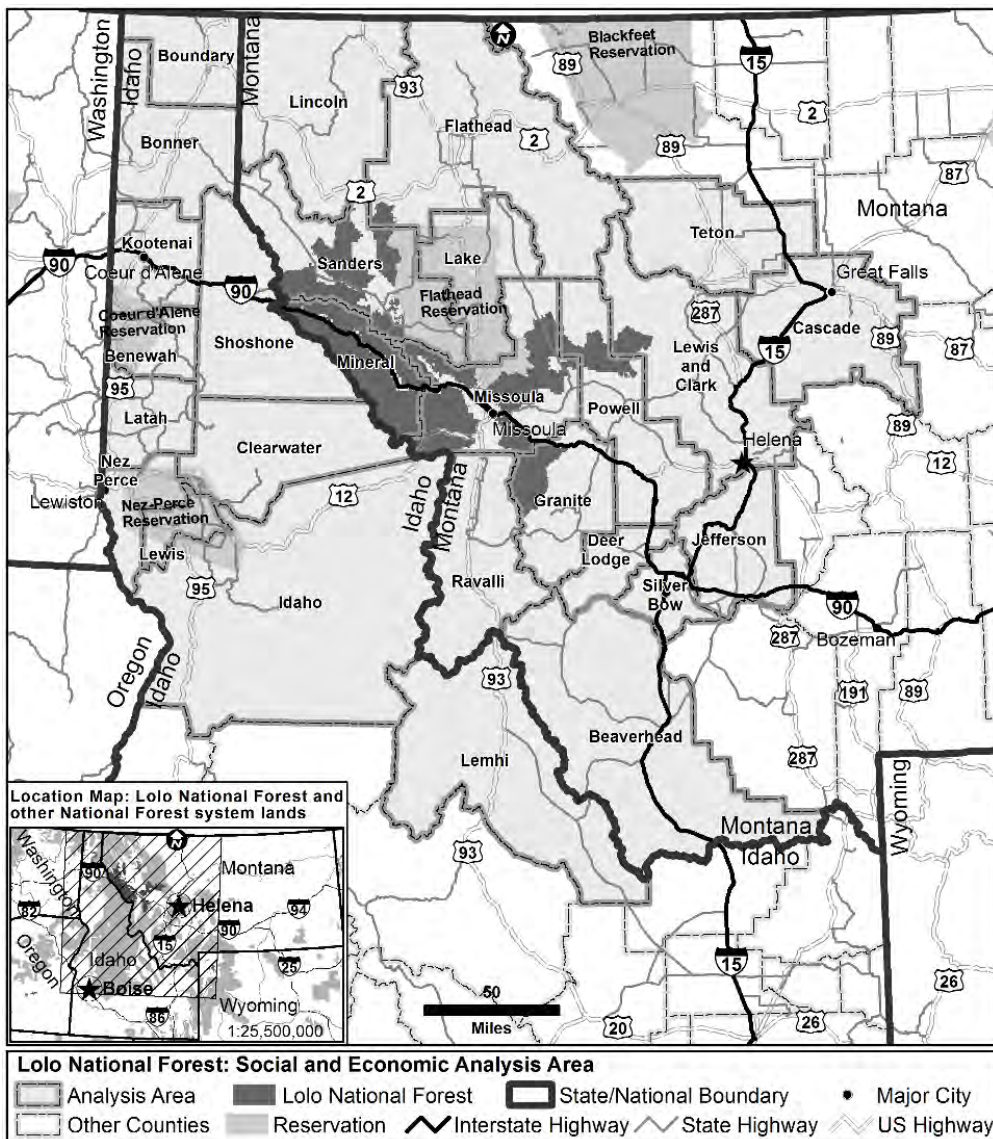 Blackfeet
Reservation
N
Washington
Idaho
Boundary
Montana
89
15
93
Lincoln
Flathead
2
2
Bonner
89
87
2
Montana
Kootenai
Teton
90
Coeur d'Alene
90
Sanders
Lake
Great Falls
Flathead
Reservation
287
Cascade
Coeur d'Alene
Reservation
Shoshone
15
89
87
Benewah
Mineral
Lewis
and
Clark
95
Missoula
Latah
Missoula
Powell
89
Clearwater
Helena
12
Nez
Perce
12
Lewiston
Nez-Perce
Reservation
Idaho
Montana
Granite
Lewis
Deer
Lodge
Jefferson
95
Ravalli
Silver
Bow
Idaho
90
287
Bozeman
Oregon
Idaho
93
191
89
Beaverhead
Lemhi
287
Montana
Idaho
Wyoming
93
15
50
Miles
20
26
26
Location Map: Lolo National Forest and
other National Forest system lands
N
Washington
90
Montana
Helena
94
82
90
15
Oregon
Idaho
25
Boise
Wyoming
86
1:25,500,000
Lolo National Forest: Social and Economic Analysis Area
Analysis Area Lolo National Forest State/National Boundary Major City
Other Counties Reservation Interstate Highway State Highway US Highway